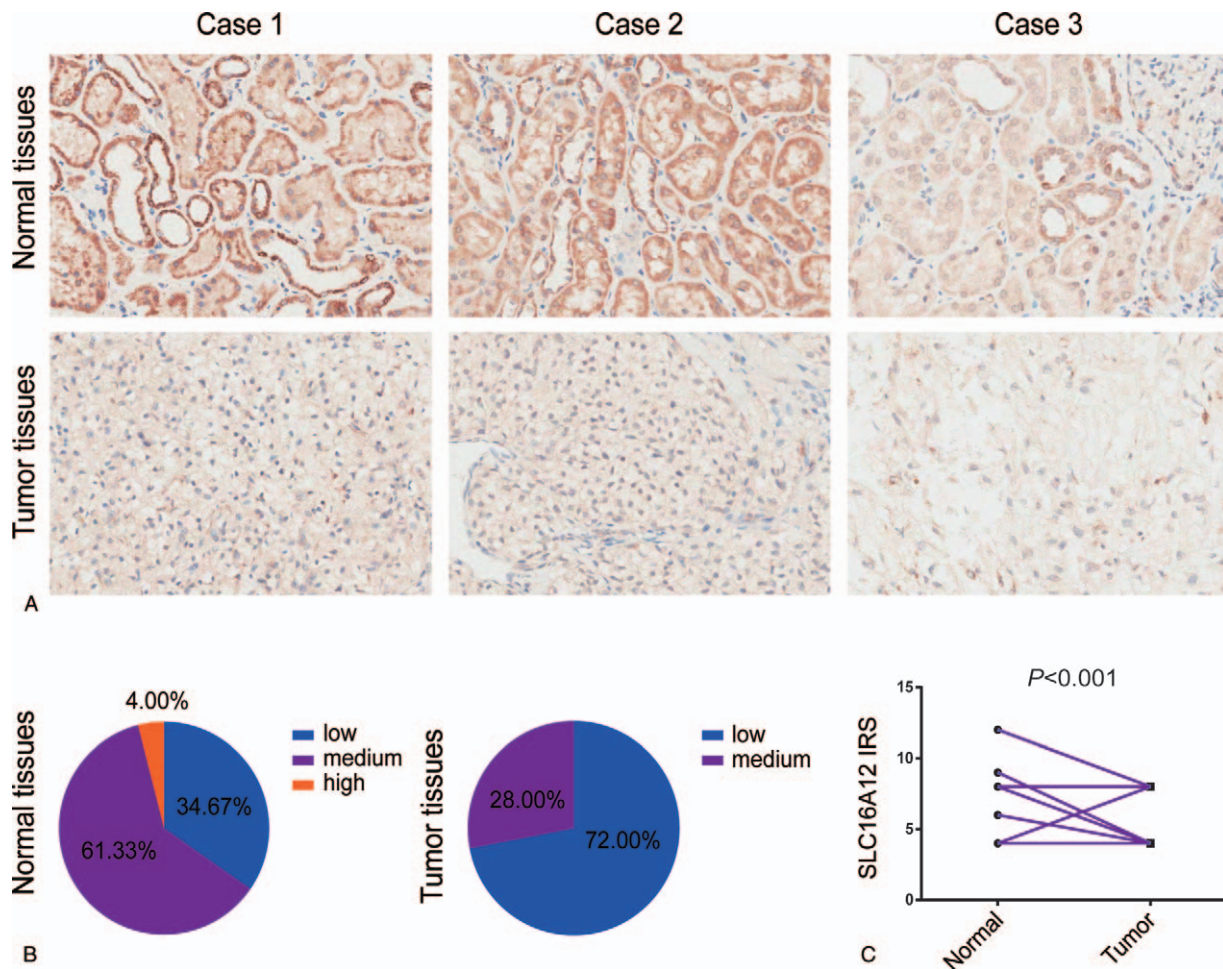 Case 1
Case 2
Case 3
Normal tissues
Tumor tissues
A
Normal tissues
4.00%
34.67%
61.33%
low
medium
high
Tumor tissues
28.00%
72.00%
low
medium
B
P<0.001
SLC16A12 IRS
15
10
5
0
Normal
Tumor
C